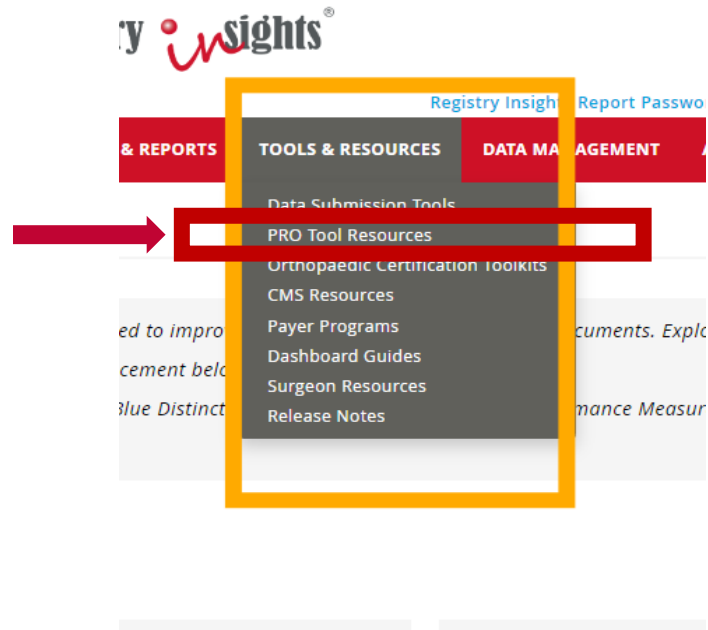 ry insights®
Registry Insigh Report Passwo
& REPORTS TOOLS & RESOURCES DATA MA AGEMENT
Data Submission Tools
PRO Tool Resources
Orthopaedic Certification Toolkits
CMS Resources
ed to impro
Payer Programs
cuments. Explo
cement belo
Dashboard Guides
Surgeon Resources
Blue Distinct
mance Measur
Release Notes